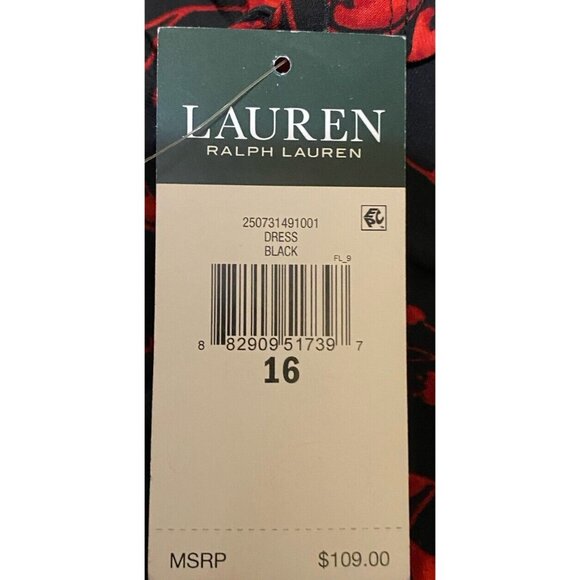 LAUREN
RALPH LAUREN
250731491001
DRESS
BLACK
FL_9
8 82909 51739 7
16
MSRP $109.00